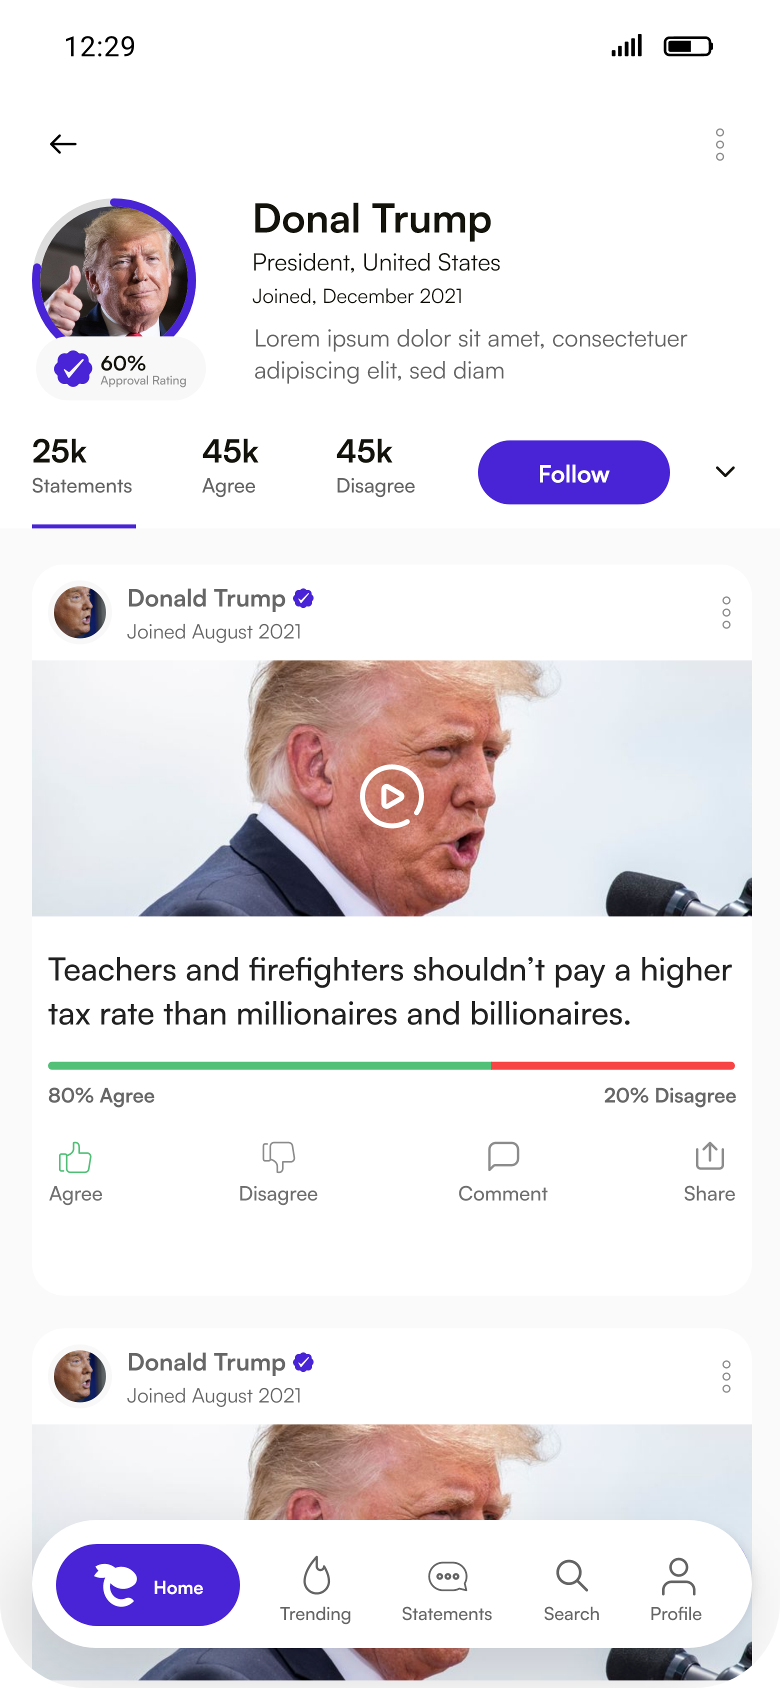 12:29
Donal Trump
President, United States
Joined, December 2021
Lorem ipsum dolor sit amet, consectetuer
adipiscing elit, sed diam
60%
Approval Rating
25k
Statements
45k
Agree
45k
Disagree
Follow
Donald Trump
Joined August 2021
Teachers and firefighters shouldn’t pay a higher
tax rate than millionaires and billionaires.
80% Agree
20% Disagree
Agree
Disagree
Comment
Share
Donald Trump
Joined August 2021
Home
Trending
Statements
Search
Profile